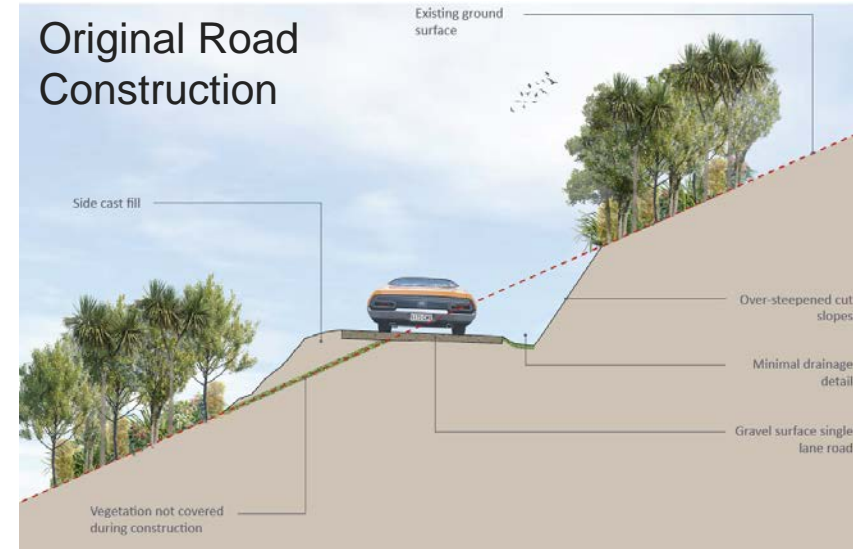 Original Road
Construction
Existing ground
surface
Side cast fill
Over-steepened cut
slopes
Minimal drainage
detail
Gravel surface single
lane road
Vegetation not covered
during construction